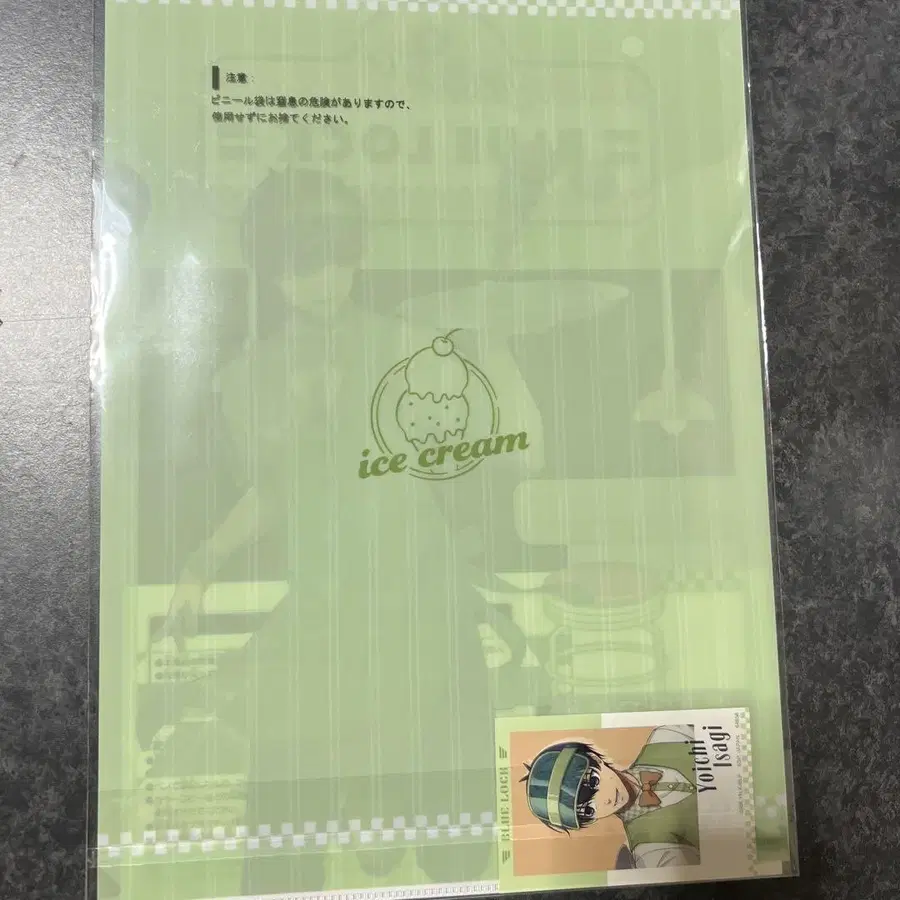 注意：
ビニール袋は窒息の危険がありますので、
使用せずにお捨てください。
BLUE LOCK
ice cream
BLUE LOCK
Yoichi
Isagi